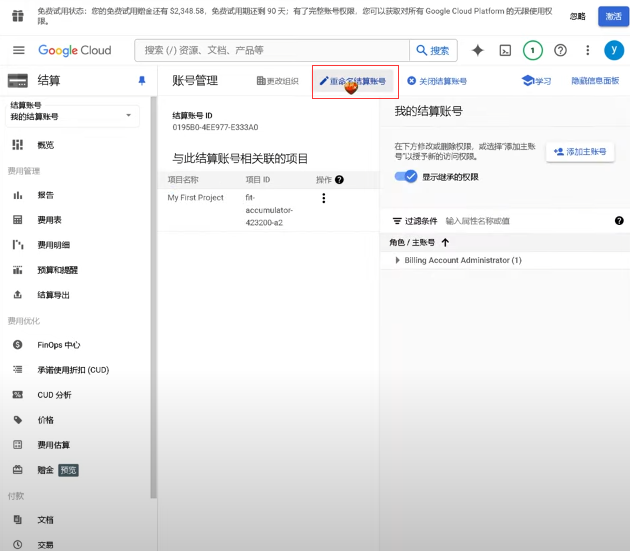 免费试用状态：您的免费试用赠金还有 $2,348.58，免费试用期还剩 90 天；有了完整账号权限，您可以获取对所有 Google Cloud Platform 的无限使用权
限。
忽略
激活
Google Cloud
搜索 (/) 资源、文档、产品等
搜索
1
y
结算
账号管理
更改组织
重命名结算账号
关闭结算账号
学习
隐藏信息面板
结算账号
我的结算账号
概览
费用管理
报告
费用表
费用明细
预算和提醒
结算导出
费用优化
FinOps 中心
承诺使用折扣 (CUD)
CUD 分析
价格
费用估算
赠金 预览
付款
文档
交易
结算账号 ID
0195B0-4EE977-E333A0
与此结算账号相关联的项目
项目名称
项目 ID
操作
My First Project
fit-
accumulator-
423200-a2
我的结算账号
在下方修改或删除权限，或选择“添加主账
号”以授予新的访问权限。
添加主账号
显示继承的权限
过滤条件 输入属性名称或值
角色 / 主账号
Billing Account Administrator (1)